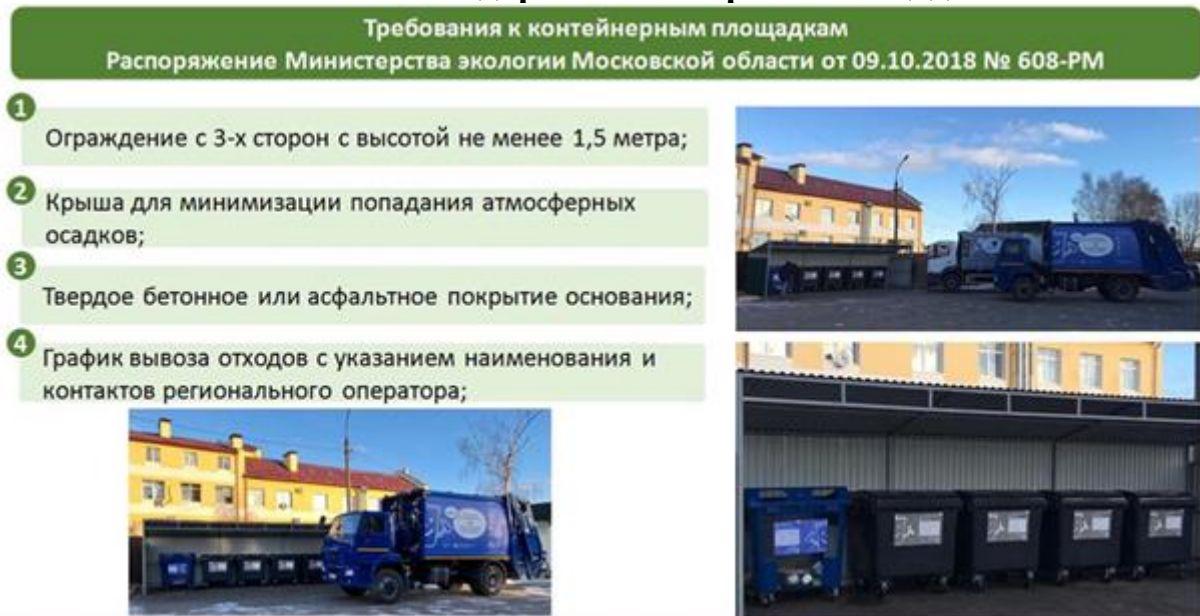 Требования к контейнерным площадкам
Распоряжение Министерства экологии Московской области от 09.10.2018 № 608-РМ
1
Ограждение с 3-х сторон с высотой не менее 1,5 метра;
2
Крыша для минимизации попадания атмосферных
осадков;
3
Твердое бетонное или асфальтное покрытие основания;
4
График вывоза отходов с указанием наименования и
контактов регионального оператора;